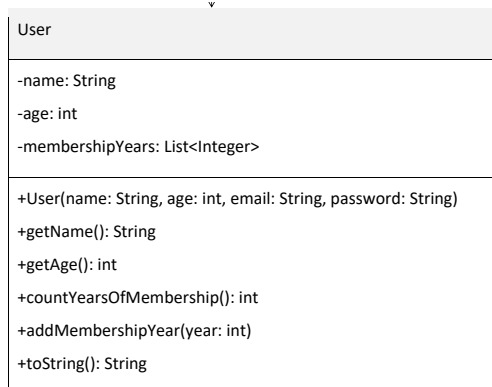 User
-name: String
-age: int
-membershipYears: List<Integer>
+User(name: String, age: int, email: String, password: String)
+getName(): String
+getAge(): int
+countYearsOfMembership(): int
+addMembershipYear(year: int)
+toString(): String